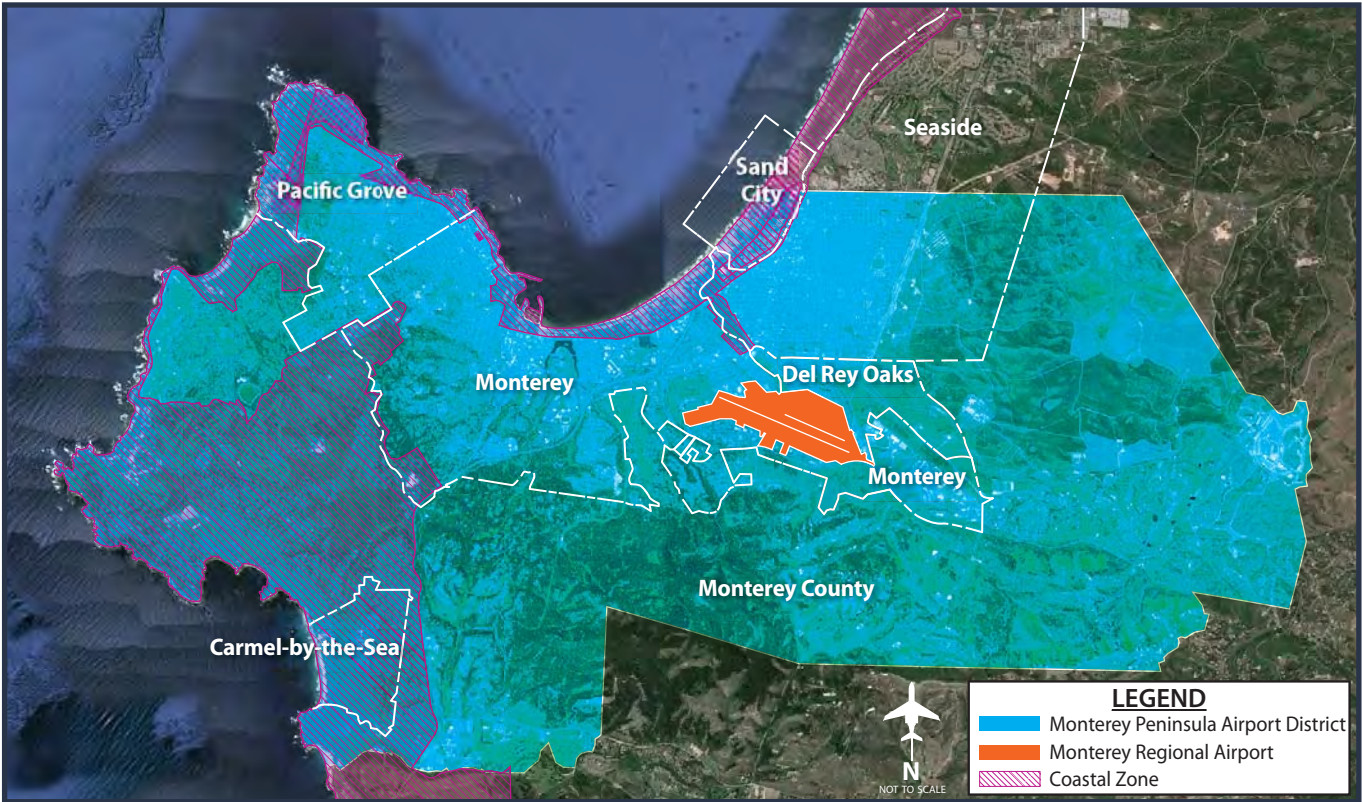 Seaside
Sand
City
Pacific Grove
Monterey
Del Rey Oaks
Monterey
Monterey County
Carmel-by-the-Sea
N
NOT TO SCALE
LEGEND
Monterey Peninsula Airport District
Monterey Regional Airport
Coastal Zone